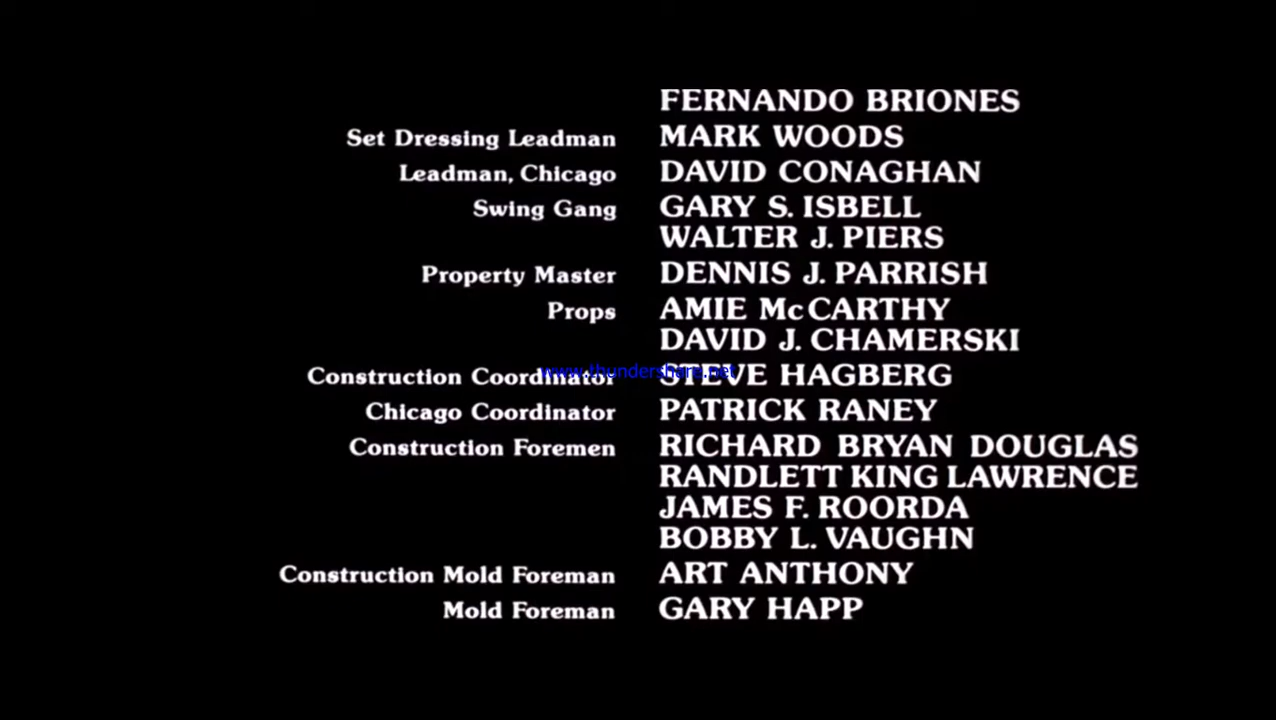 FERNANDO BRIONES
Set Dressing Leadman MARK WOODS
Leadman, Chicago DAVID CONAGHAN
Swing Gang GARY S. ISBELL
WALTER J. PIERS
Property Master DENNIS J. PARRISH
Props AMIE McCARTHY
DAVID J. CHAMERSKI
Construction Coordinator STEVE HAGBERG
www.thundershare.net
Chicago Coordinator PATRICK RANEY
Construction Foremen RICHARD BRYAN DOUGLAS
RANDLETT KING LAWRENCE
JAMES F. ROORDA
BOBBY L. VAUGHN
Construction Mold Foreman ART ANTHONY
Mold Foreman GARY HAPP